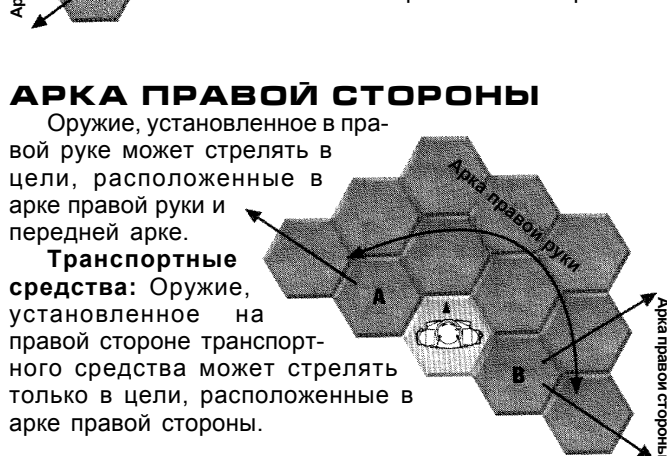 Ар
АРКА ПРАВОЙ СТОРОНЫ
Оружие, установленное в пра-
вой руке может стрелять в
цели, расположенные в
арке правой руки и
передней арке.
Транспортные
средства: Оружие,
установленное на
правой стороне транспорт-
ного средства может стрелять
только в цели, расположенные в
арке правой стороны.
Арка правой руки
A
B
Арка правой стороны